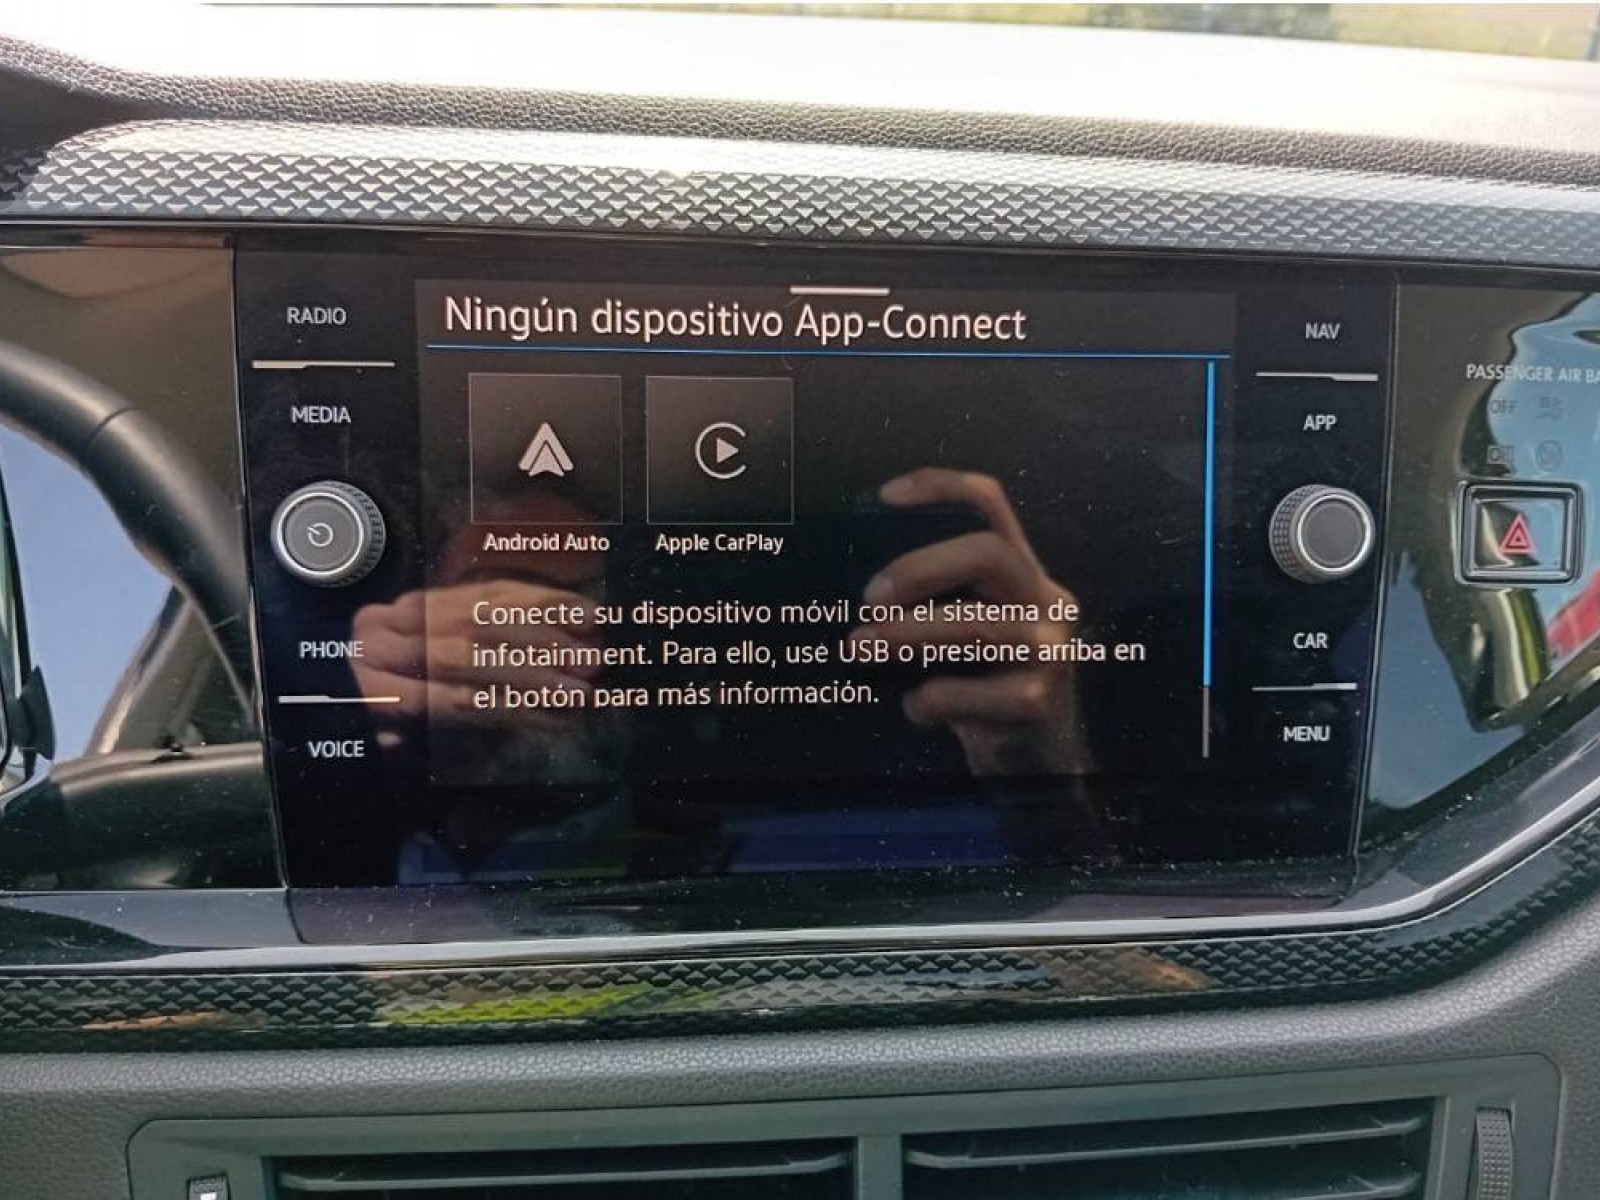 Ningún dispositivo App-Connect
RADIO
MEDIA
PHONE
VOICE
Android Auto
Apple CarPlay
Conecte su dispositivo móvil con el sistema de
infotainment. Para ello, use USB o presione arriba en
el botón para más información.
NAV
APP
CAR
MENU
PASSENGER AIR
OFF